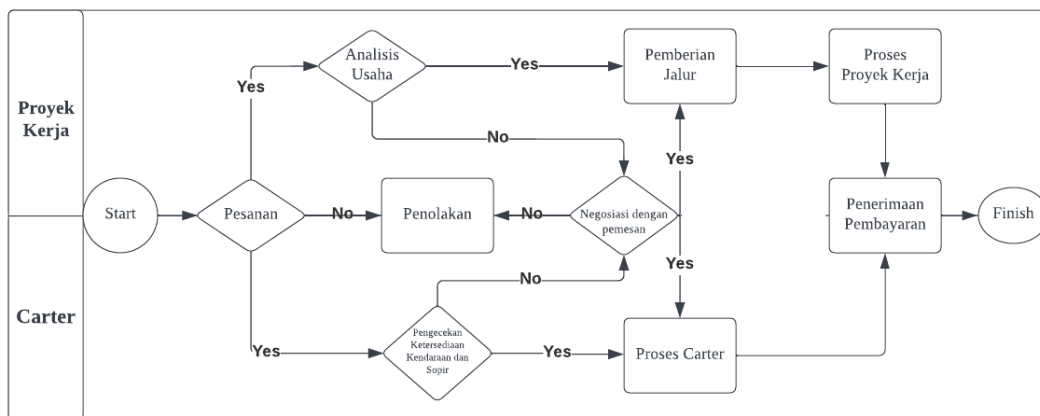 Proyek
Kerja
Carter
Start
Pesanan
Yes
No
Yes
Analisis
Usaha
Yes
No
Penolakan
No
Negosiasi dengan
pemesan
Yes
Yes
Pengecekan
Ketersediaan
Kendaraan dan
Sopir
No
Yes
Pemberian
Jalur
Proses Carter
Proses
Proyek Kerja
Penerimaan
Pembayaran
Finish